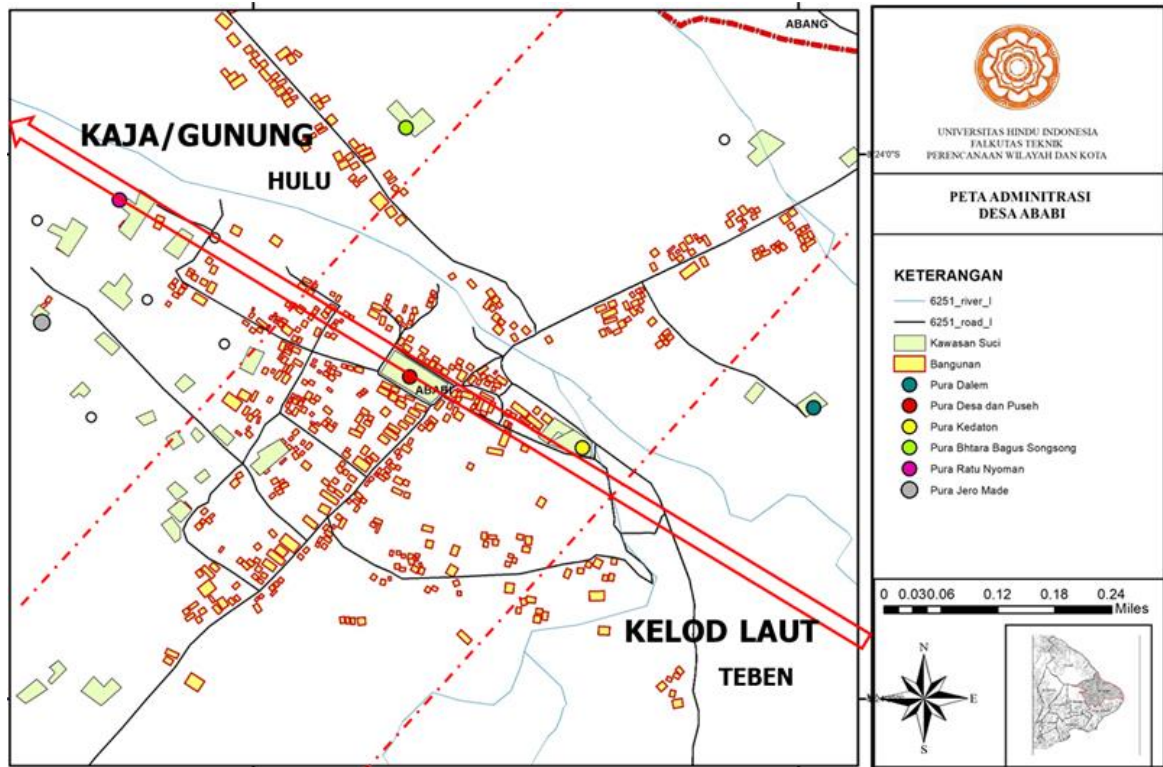 ABANG
KAJA/GUNUNG
HULU
ABABI
KELOD LAUT
TEBEN
UNIVERSITAS HINDU INDONESIA
FALKUTAS TEKNIK
PERENCANAAN WILAYAH DAN KOTA
PETA ADMINITRASI
DESA ABABI
KETERANGAN
6251_river_l
6251_road_l
Kawasan Suci
Bangunan
Pura Dalem
Pura Desa dan Puseh
Pura Kedaton
Pura Bhtara Bagus Songsong
Pura Ratu Nyoman
Pura Jero Made
0 0.030.06 0.12 0.18 0.24
Miles
N
E
S